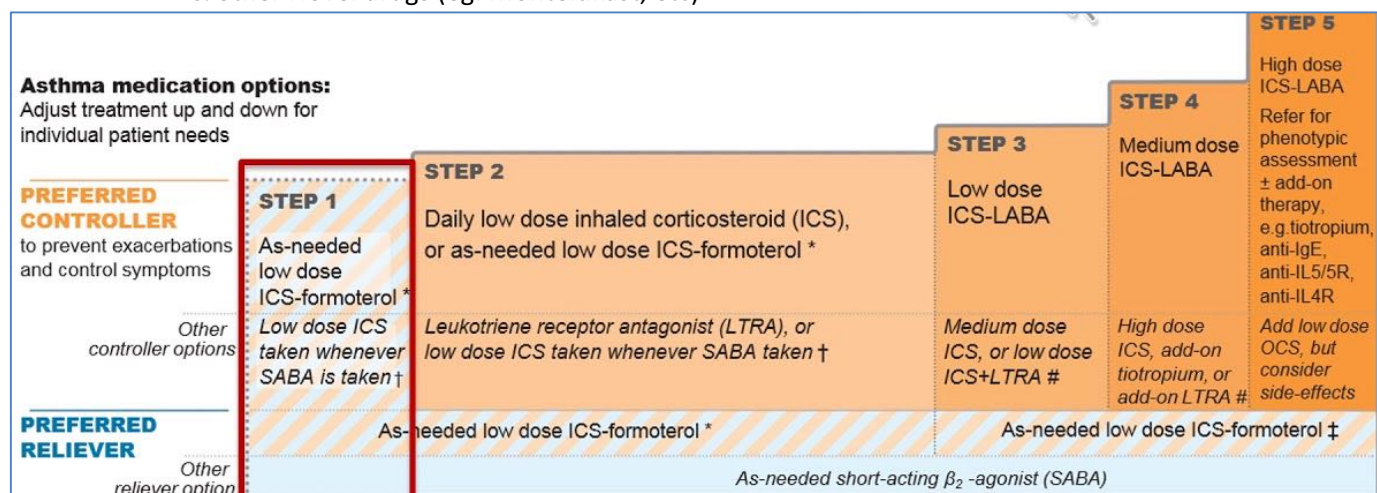 STEP 5
High dose
ICS-LABA
Refer for
phenotypic
assessment
± add-on
therapy,
e.g.tiotropium,
anti-IgE,
anti-IL5/5R,
anti-IL4R
Asthma medication options:
Adjust treatment up and down for
individual patient needs
STEP 4
Medium dose
ICS-LABA
STEP 3
Low dose
ICS-LABA
STEP 2
Daily low dose inhaled corticosteroid (ICS),
or as-needed low dose ICS-formoterol *
PREFERRED
CONTROLLER
to prevent exacerbations
and control symptoms
STEP 1
As-needed
low dose
ICS-formoterol *
Other
controller options
Low dose ICS
taken whenever
SABA is taken †
Leukotriene receptor antagonist (LTRA), or
low dose ICS taken whenever SABA taken †
Medium dose
ICS, or low dose
ICS+LTRA #
High dose
ICS, add-on
tiotropium, or
add-on LTRA #
Add low dose
OCS, but
consider
side-effects
PREFERRED
RELIEVER
As-needed low dose ICS-formoterol *
As-needed low dose ICS-formoterol ‡
Other
reliever option
As-needed short-acting β₂ -agonist (SABA)